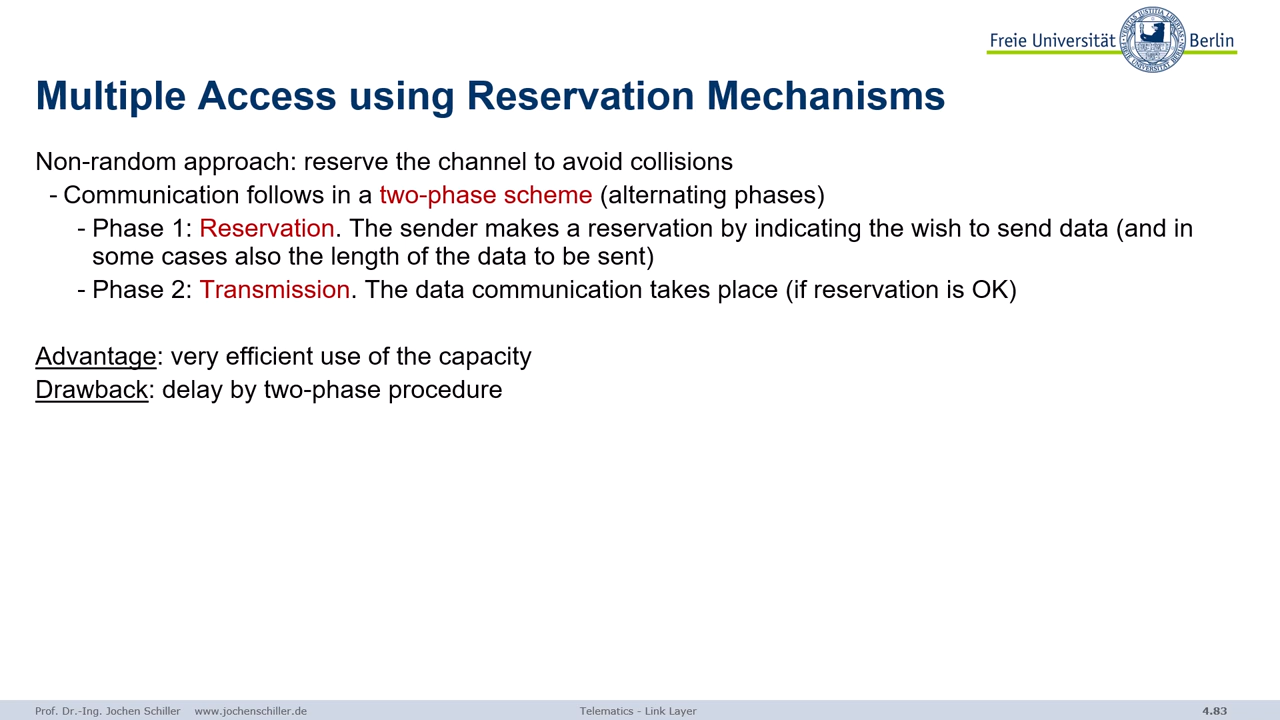 Freie Universität Berlin
Multiple Access using Reservation Mechanisms
Non-random approach: reserve the channel to avoid collisions
- Communication follows in a two-phase scheme (alternating phases)
- Phase 1: Reservation. The sender makes a reservation by indicating the wish to send data (and in
some cases also the length of the data to be sent)
- Phase 2: Transmission. The data communication takes place (if reservation is OK)
Advantage: very efficient use of the capacity
Drawback: delay by two-phase procedure
Prof. Dr.-Ing. Jochen Schiller www.jochenschiller.de Telematics - Link Layer 4.83